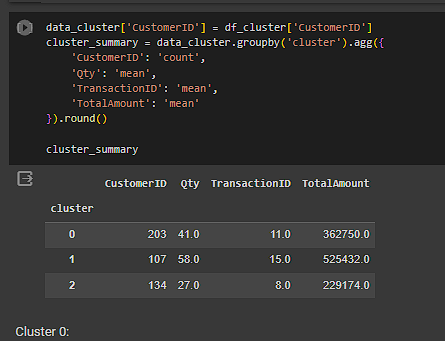 data_cluster['CustomerID'] = df_cluster['CustomerID']
cluster_summary = data_cluster.groupby('cluster').agg({
    'CustomerID': 'count',
    'Qty': 'mean',
    'TransactionID': 'mean',
    'TotalAmount': 'mean'
}).round()

cluster_summary
CustomerID Qty TransactionID TotalAmount
cluster
0 203 41.0 11.0 362750.0
1 107 58.0 15.0 525432.0
2 134 27.0 8.0 229174.0
Cluster 0: